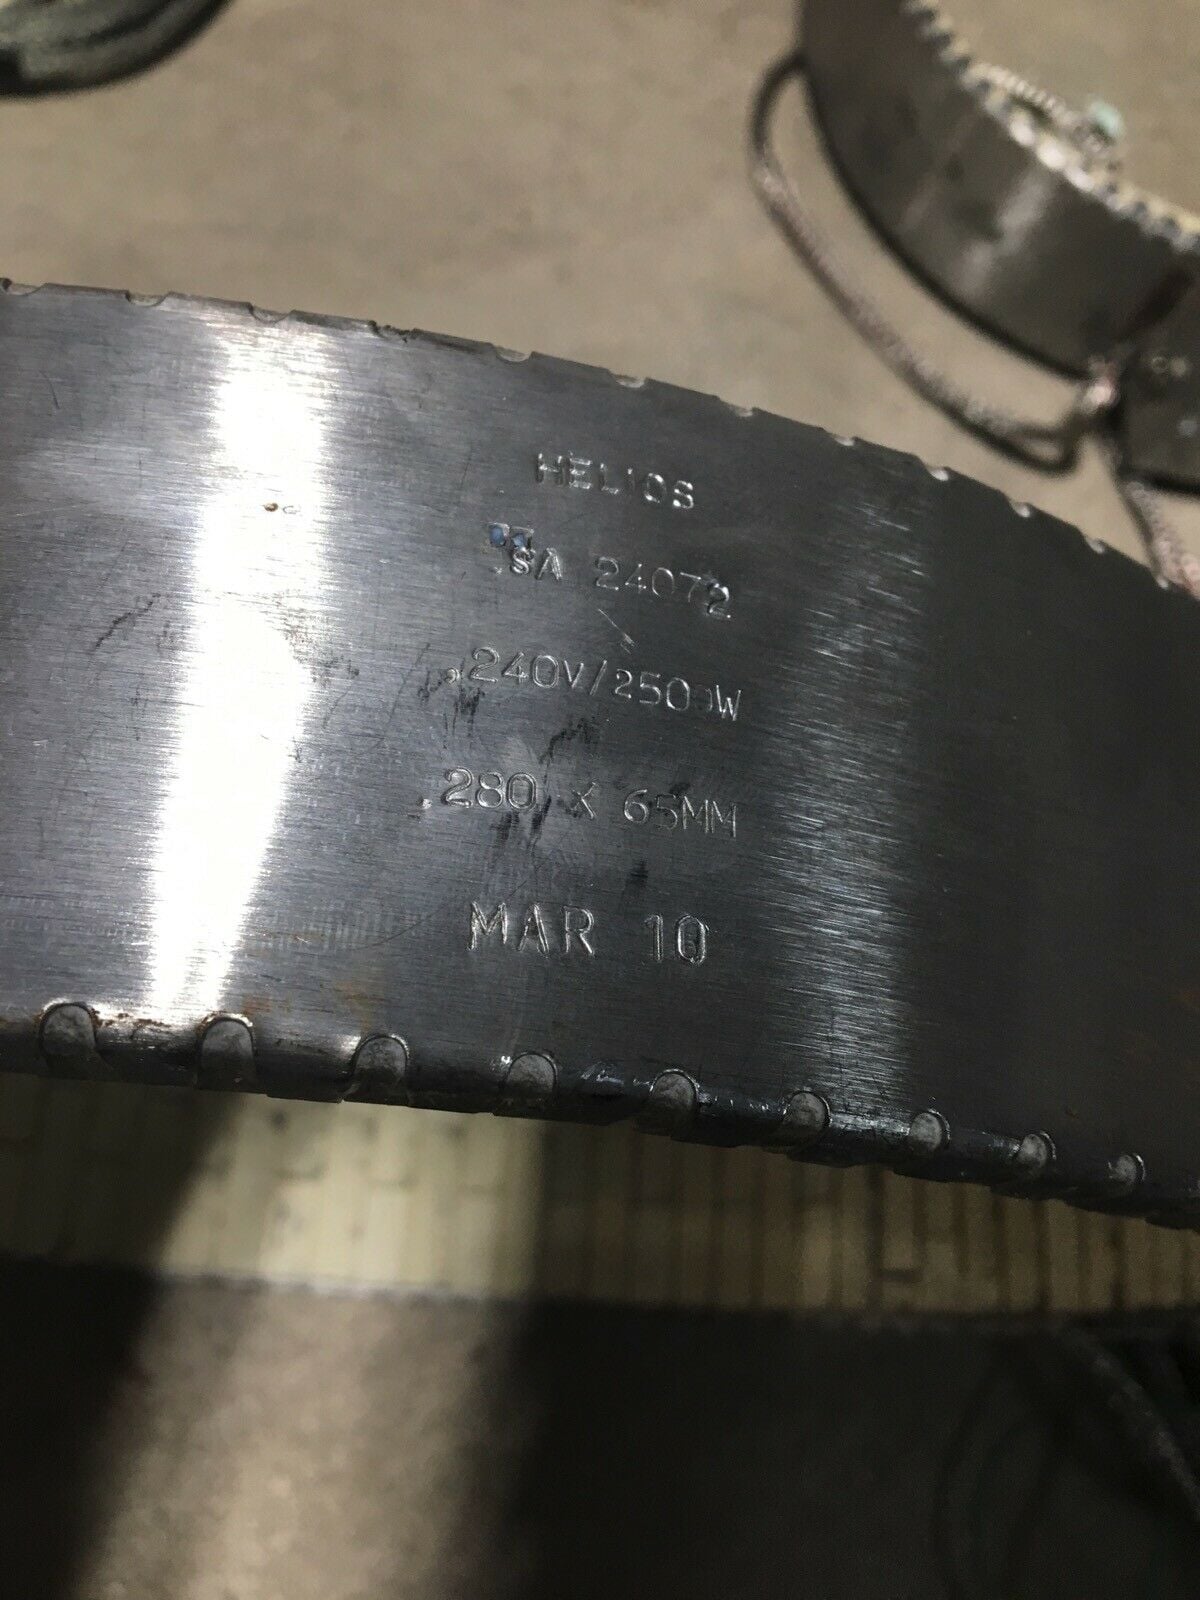 HELIOS
SA 24072
240V/2500W
280 X 65MM
MAR 10